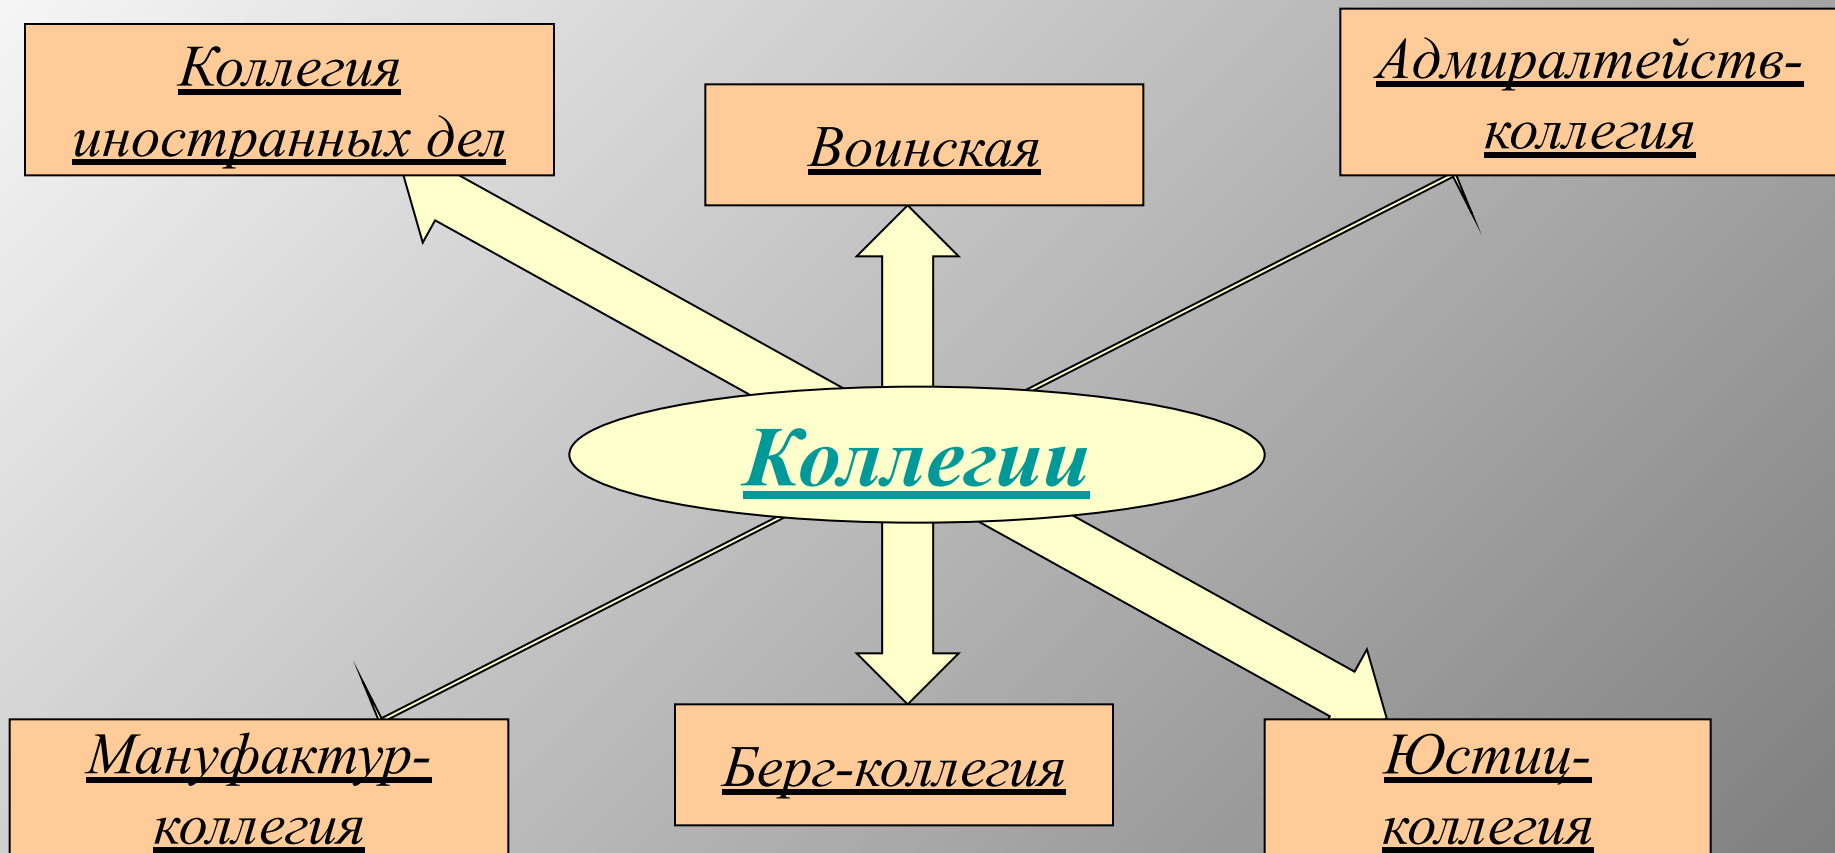 Коллегия
иностранных дел
Воинская
Адмиралтейств-
коллегия
Коллегии
Мануфактур-
коллегия
Берг-коллегия
Юстиц-
коллегия